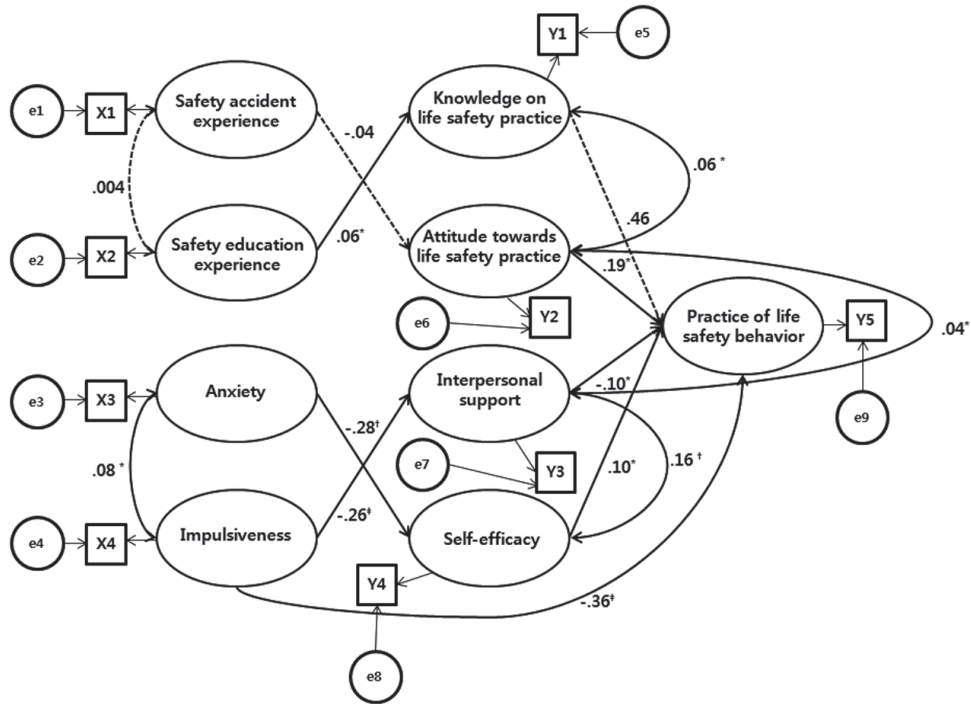 Y1
e5
e1
X1
Safety accident
experience
Knowledge on
life safety practice
-.04
.06 *
.004
.46
e2
X2
Safety education
experience
.06*
Attitude towards
life safety practice
.19*
e6
Y2
Practice of life
safety behavior
Y5
.04*
e3
X3
Anxiety
Interpersonal
support
-.10*
e9
-.28†
.08 *
e7
Y3
.10*
.16 †
-.26‡
e4
X4
Impulsiveness
Self-efficacy
Y4
-.36‡
e8